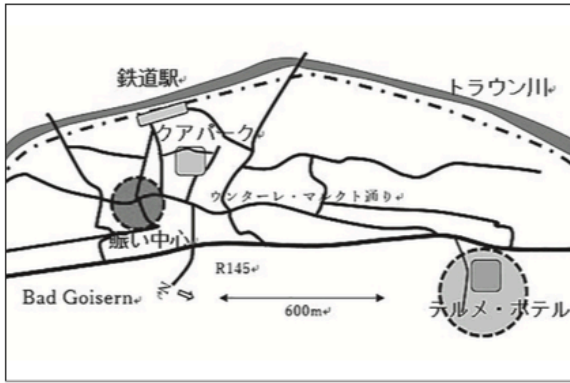 鉄道駅
トラウン川
クアパーク
ウンターレ・マルクト通り
賑い中心
R145
Bad Goisern
N
600m
テルメ・ホテル